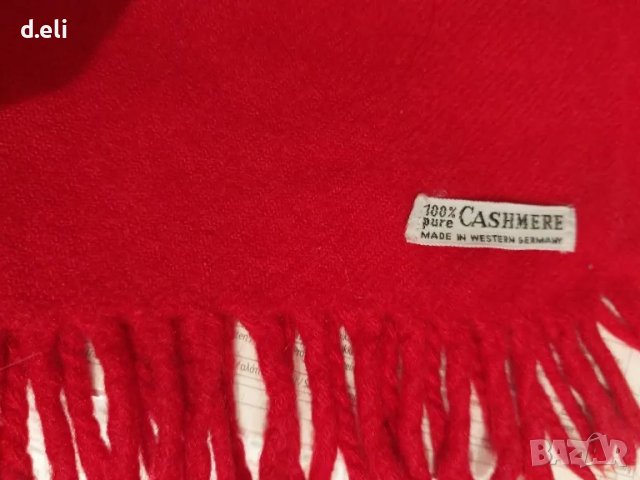 d.eli
100% pure CASHMERE
MADE IN WESTERN GERMANY
BAZAR